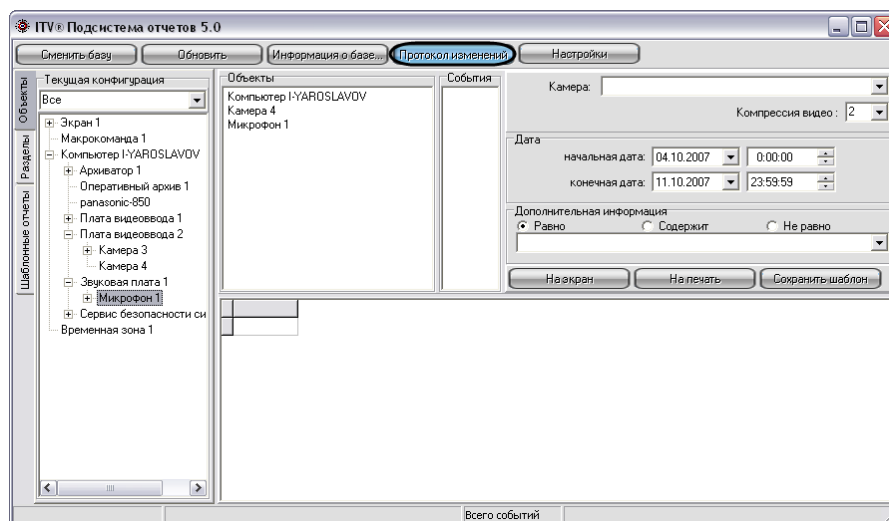 ITV® Подсистема отчетов 5.0
Сменить базу Обновить Информация о базе... Протокол изменений Настройки
Объекты
Разделы
Шаблонные отчеты
Текущая конфигурация
Все
Экран 1
Макрокоманда 1
Компьютер I-YAROSLAVOV
Архиватор 1
Оперативный архив 1
panasonic-850
Плата видеоввода 1
Плата видеоввода 2
Камера 3
Камера 4
Звуковая плата 1
Микрофон 1
Сервис безопасности си
Временная зона 1
Объекты
Компьютер I-YAROSLAVOV
Камера 4
Микрофон 1
События
Камера:
Компрессия видео : 2
Дата
начальная дата: 04.10.2007 0:00:00
конечная дата: 11.10.2007 23:59:59
Дополнительная информация
Равно Содержит Не равно
На экран На печать Сохранить шаблон
Всего событий